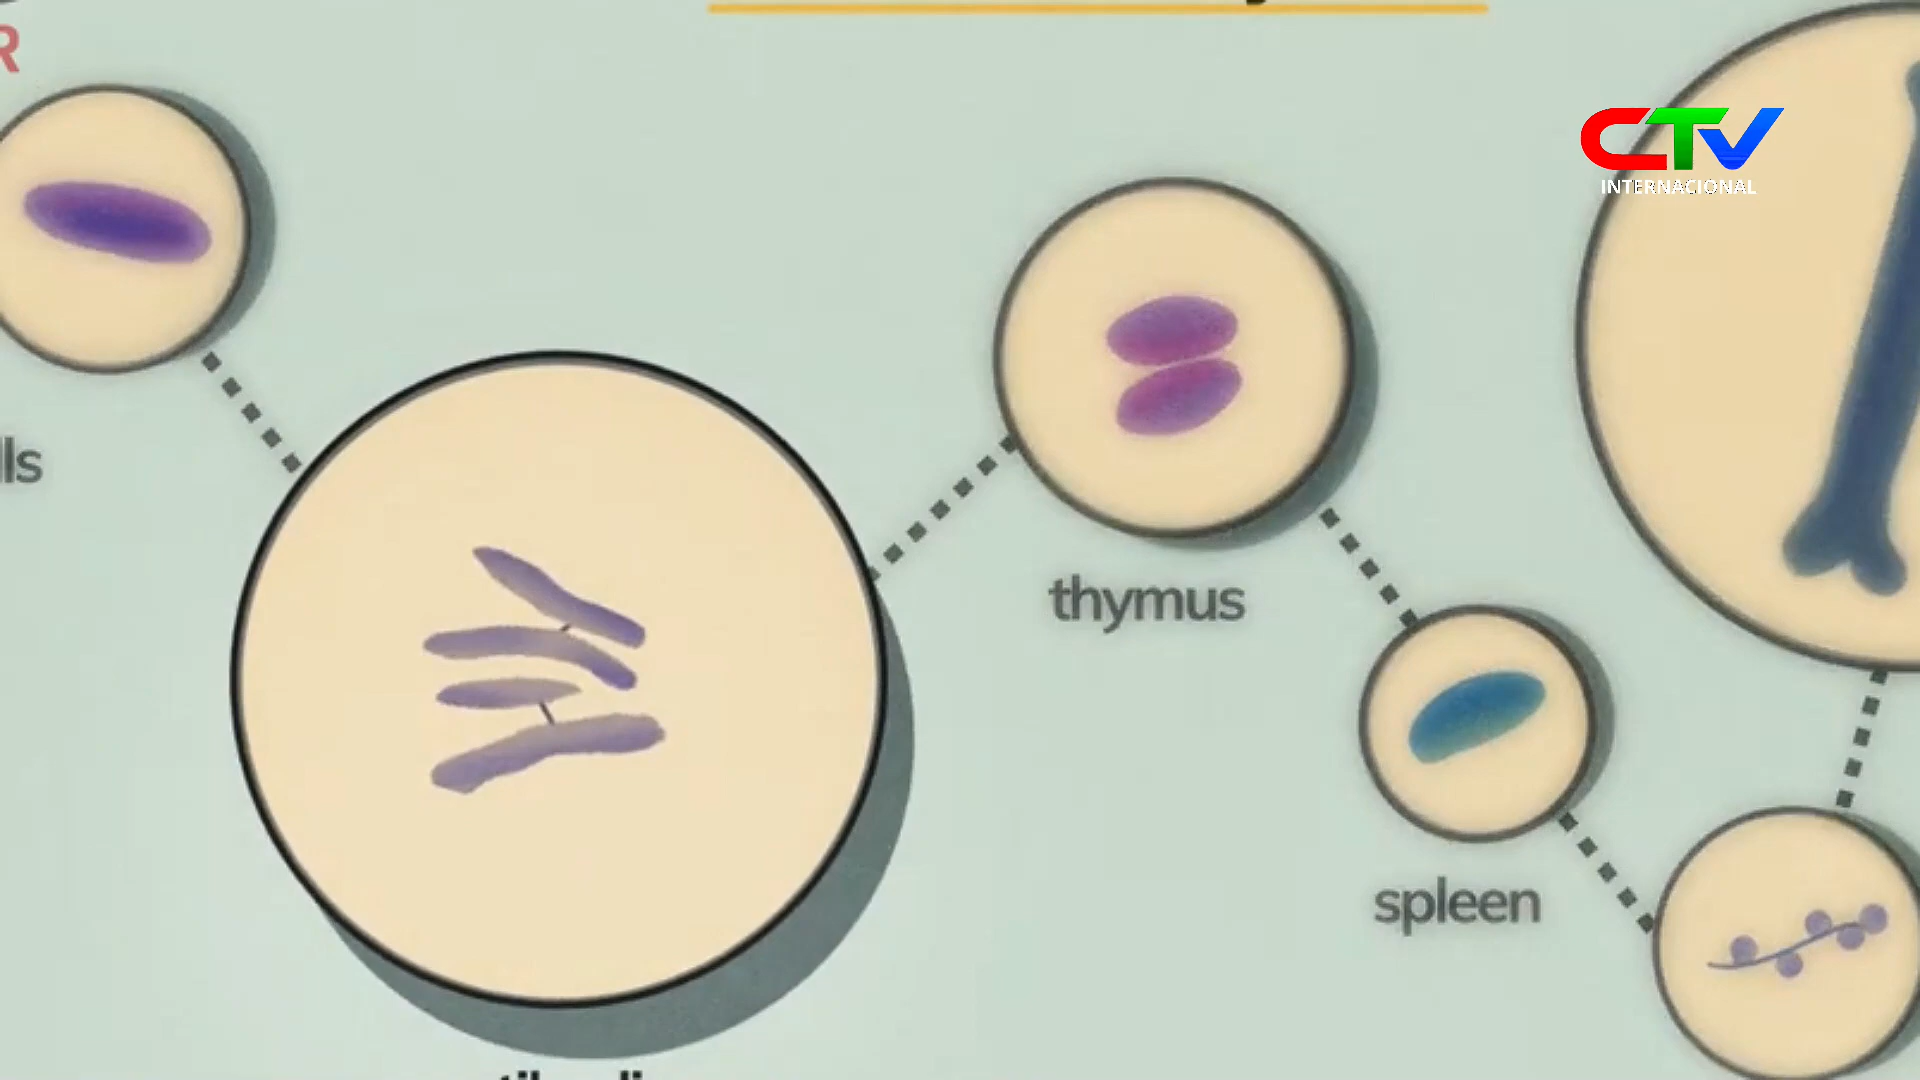 R
CTV
INTERNACIONAL
lls
thymus
spleen